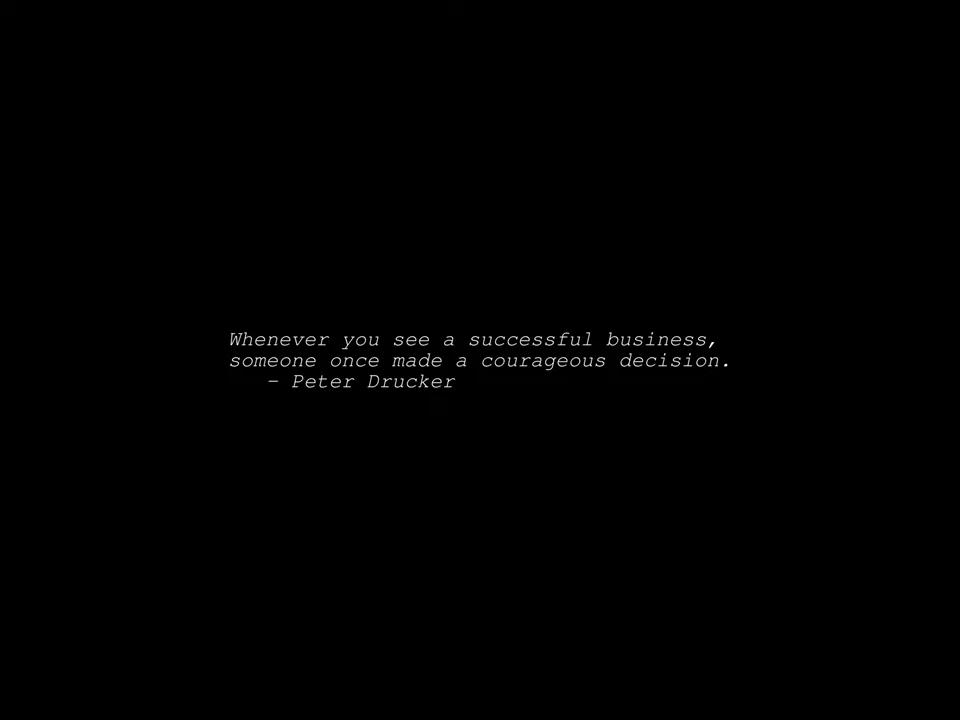 Whenever you see a successful business,
someone once made a courageous decision.
– Peter Drucker